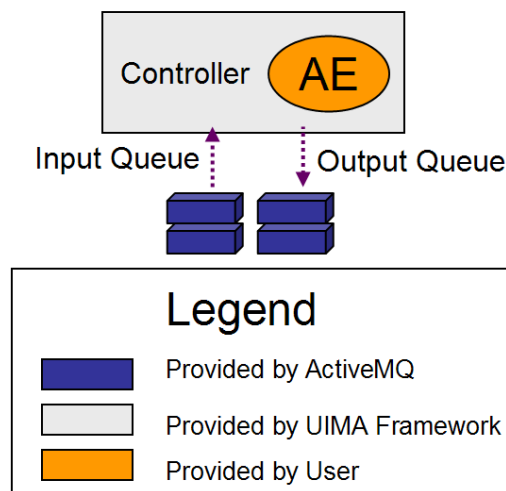 Controller
AE
Input Queue
Output Queue
Legend
Provided by ActiveMQ
Provided by UIMA Framework
Provided by User